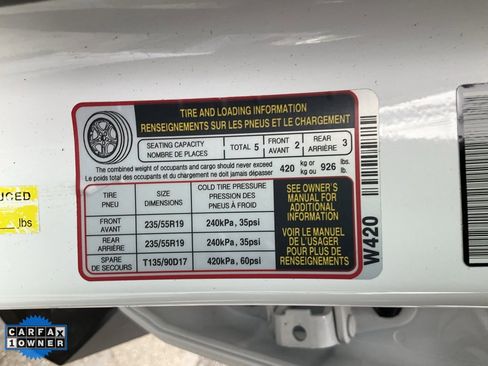 TIRE AND LOADING INFORMATION
RENSEIGNEMENTS SUR LES PNEUS ET LE CHARGEMENT
SEATING CAPACITY
NOMBRE DE PLACES
TOTAL 5
FRONT
AVANT 2
REAR
ARRIÈRE 3
The combined weight of occupants and cargo should never exceed
Le poids total des occupants et du chargement ne doit jamais dépasser
420 kg or
kg ou
926 lbs.
lb.
TIRE
PNEU
SIZE
DIMENSIONS
COLD TIRE PRESSURE
PRESSION DES
PNEUS À FROID
FRONT
AVANT
235/55R19
240kPa, 35psi
REAR
ARRIÈRE
235/55R19
240kPa, 35psi
SPARE
DE SECOURS
T135/90D17
420kPa, 60psi
SEE OWNER'S
MANUAL FOR
ADDITIONAL
INFORMATION
VOIR LE MANUEL
DE L'USAGER
POUR PLUS DE
RENSEIGNEMENTS
W420
UCED
lbs
CARFAX
1 OWNER